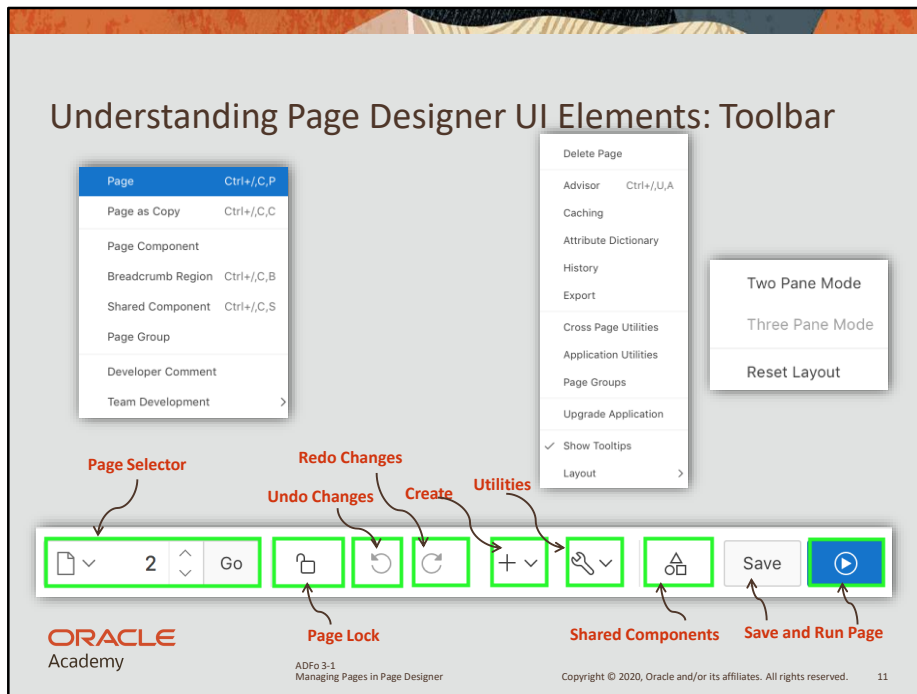 Understanding Page Designer UI Elements: Toolbar
Page Ctrl+/,C,P
Page as Copy Ctrl+/,C,C
Page Component
Breadcrumb Region Ctrl+/,C,B
Shared Component Ctrl+/,C,S
Page Group
Developer Comment
Team Development
Delete Page
Advisor Ctrl+/,U,A
Caching
Attribute Dictionary
History
Export
Cross Page Utilities
Application Utilities
Page Groups
Upgrade Application
Show Tooltips
Layout
Two Pane Mode
Three Pane Mode
Reset Layout
Page Selector
Redo Changes
Undo Changes
Create
Utilities
2 Go
Save
Page Lock
Shared Components
Save and Run Page
ORACLE
Academy
ADFo 3-1
Managing Pages in Page Designer
Copyright © 2020, Oracle and/or its affiliates. All rights reserved. 11